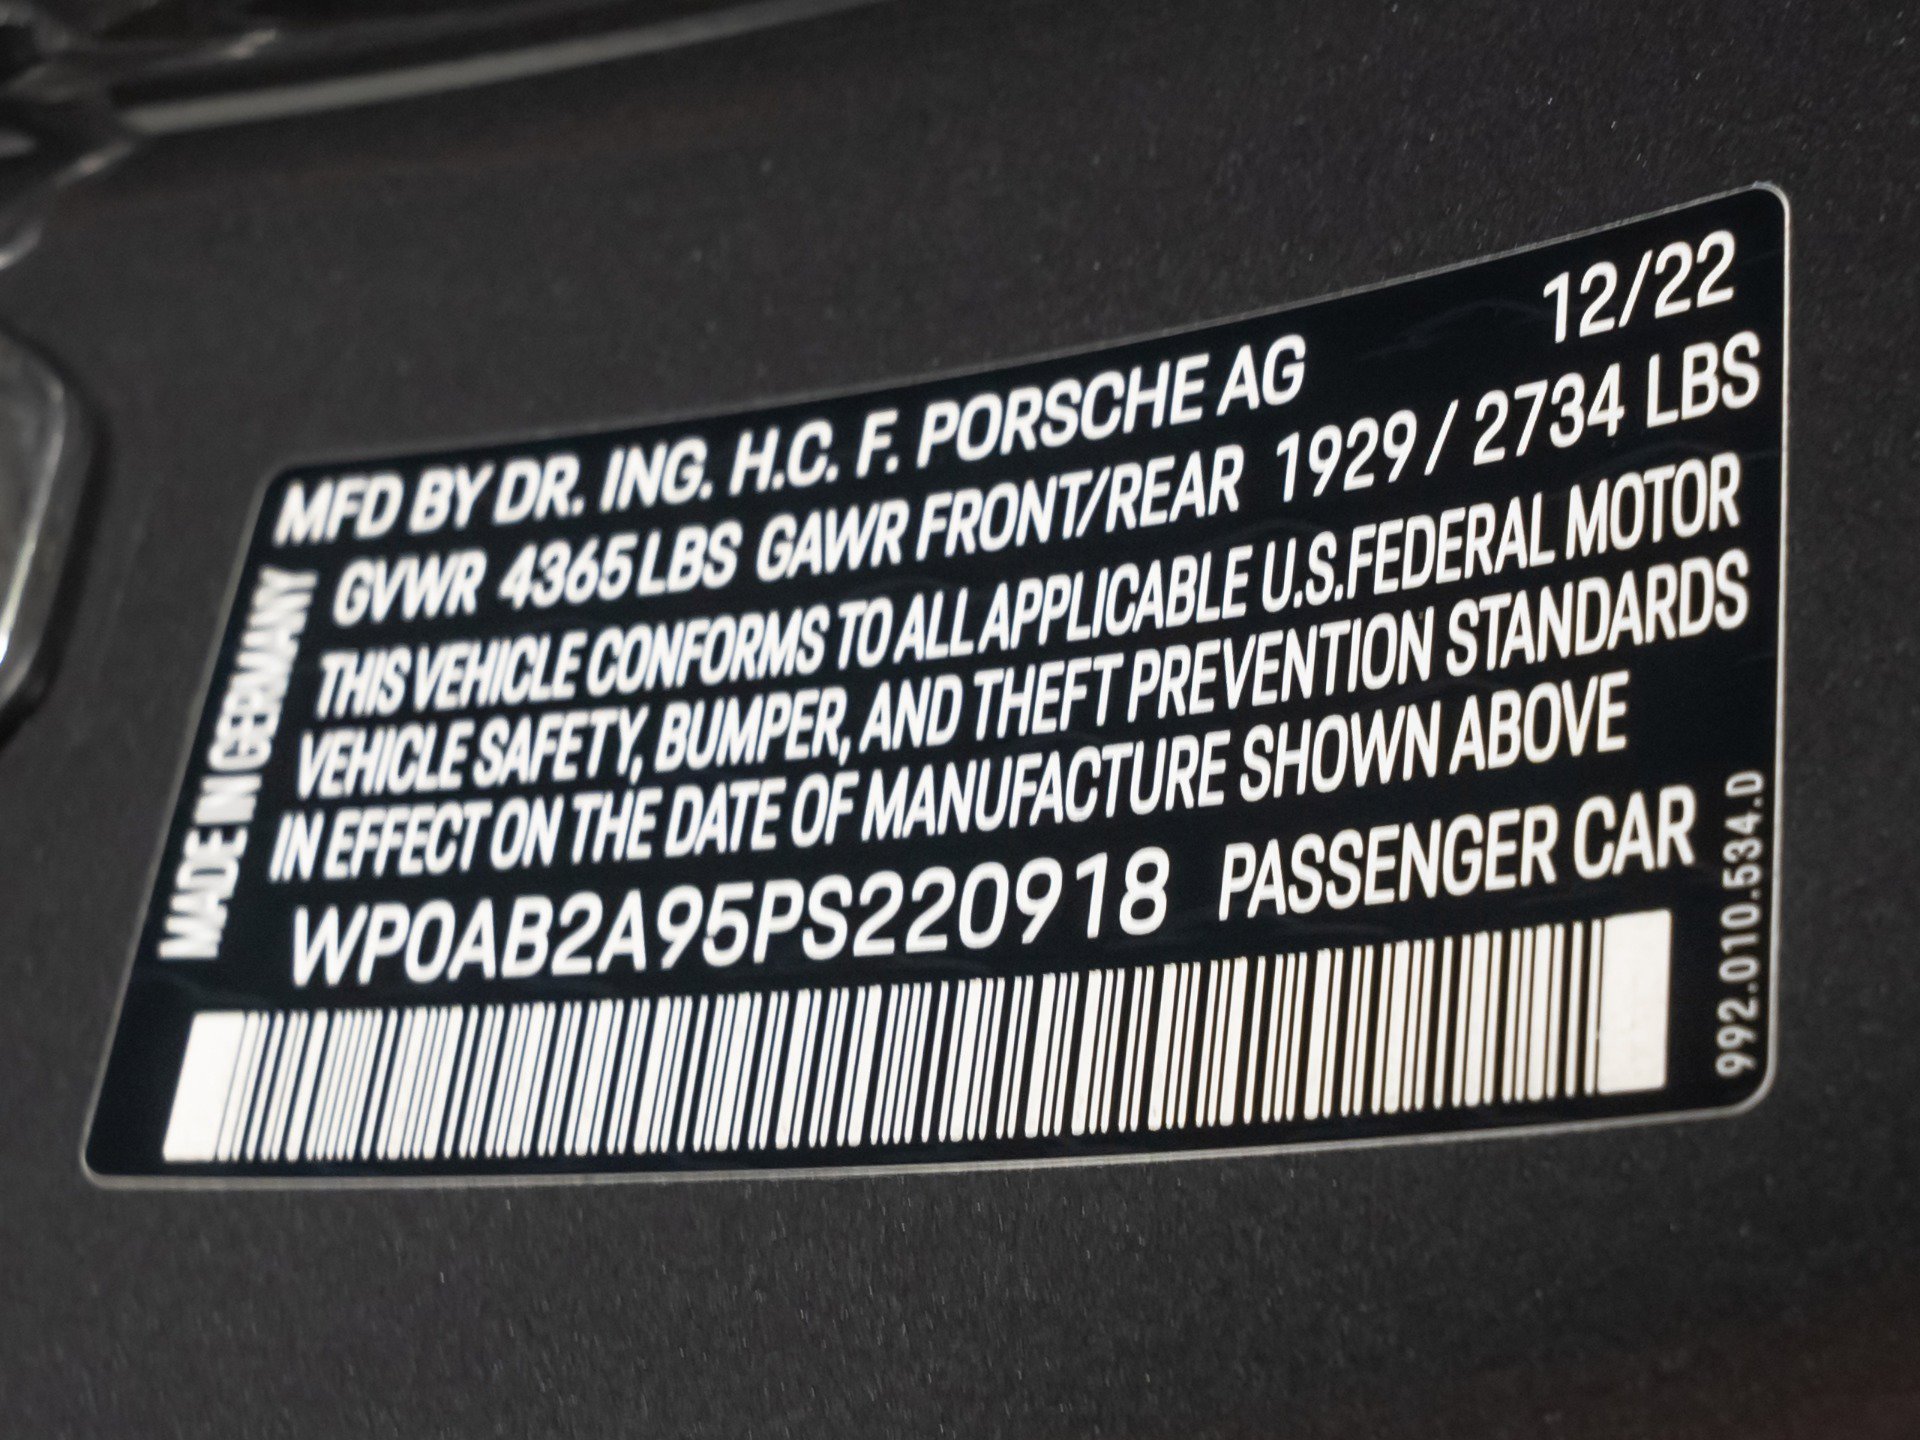 12/22
MFD BY DR. ING. H.C. F. PORSCHE AG
GVWR 4365 LBS GAWR FRONT/REAR 1929 / 2734 LBS
THIS VEHICLE CONFORMS TO ALL APPLICABLE U.S.FEDERAL MOTOR
VEHICLE SAFETY, BUMPER, AND THEFT PREVENTION STANDARDS
IN EFFECT ON THE DATE OF MANUFACTURE SHOWN ABOVE
WP0AB2A95PS220918 PASSENGER CAR
MADE IN GERMANY
992.010.534.D